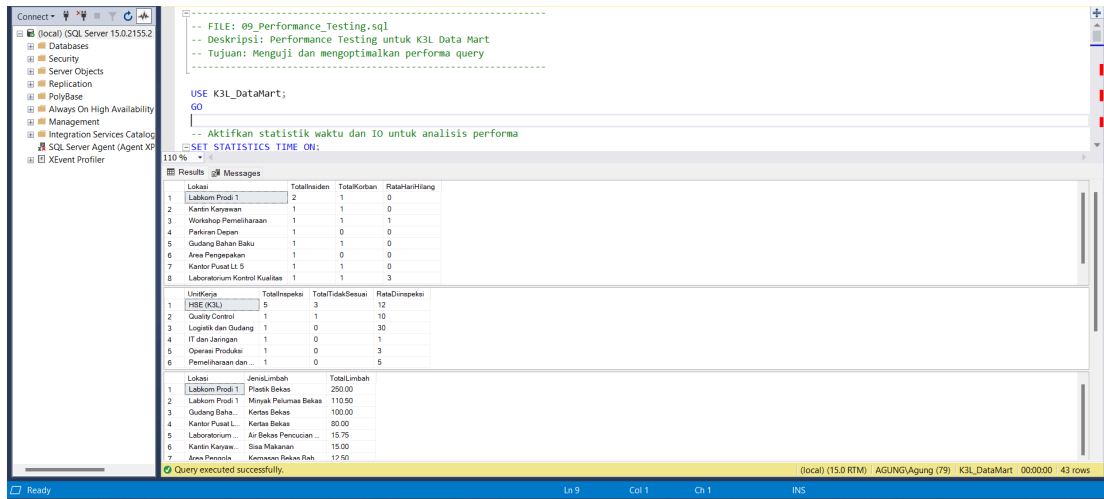 Connect
(local) (SQL Server 15.0.2155.2
Databases
Security
Server Objects
Replication
PolyBase
Always On High Availability
Management
Integration Services Catalog
SQL Server Agent (Agent XP
XEvent Profiler
----------------------------------------------------------------
-- FILE: 09_Performance_Testing.sql
-- Deskripsi: Performance Testing untuk K3L Data Mart
-- Tujuan: Menguji dan mengoptimalkan performa query
----------------------------------------------------------------
USE K3L_DataMart;
GO
-- Aktifkan statistik waktu dan IO untuk analisis performa
SET STATISTICS TIME ON;
110 %
Results Messages
Lokasi TotalInsiden TotalKorban RataHariHilang
1 Labkom Prodi 1 2 1 0
2 Kantin Karyawan 1 1 0
3 Workshop Pemeliharaan 1 1 1
4 Parkiran Depan 1 0 0
5 Gudang Bahan Baku 1 1 0
6 Area Pengepakan 1 0 0
7 Kantor Pusat Lt. 5 1 1 0
8 Laboratorium Kontrol Kualitas 1 1 3
UnitKerja TotalInspeksi TotalTidakSesuai RataDiinspeksi
1 HSE (K3L) 5 3 12
2 Quality Control 1 1 10
3 Logistik dan Gudang 1 0 30
4 IT dan Jaringan 1 0 1
5 Operasi Produksi 1 0 3
6 Pemeliharaan dan ... 1 0 5
Lokasi JenisLimbah TotalLimbah
1 Labkom Prodi 1 Plastik Bekas 250.00
2 Labkom Prodi 1 Minyak Pelumas Bekas 110.50
3 Gudang Baha... Kertas Bekas 100.00
4 Kantor Pusat L... Kertas Bekas 80.00
5 Laboratorium ... Air Bekas Pencucian ... 15.75
6 Kantin Karyaw... Sisa Makanan 15.00
7 Area Pengola... Kemasan Bekas Bah... 12.50
Query executed successfully. (local) (15.0 RTM) AGUNG\Agung (79) K3L_DataMart 00:00:00 43 rows
Ready Ln 9 Col 1 Ch 1 INS